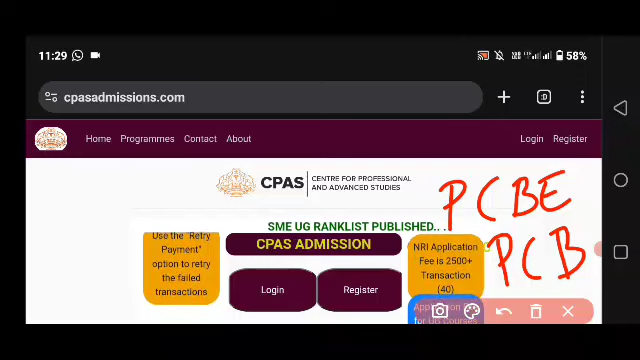 11:29 58%
cpasadmissions.com :D
Home Programmes Contact About Login Register
CPAS CENTRE FOR PROFESSIONAL
AND ADVANCED STUDIES
SME UG RANKLIST PUBLISHED.. .
Use the "Retry
Payment"
option to retry
the failed
transactions
CPAS ADMISSION
Login Register
NRI Application
Fee is 2500+
Transaction
(40)
PCBE
PCB